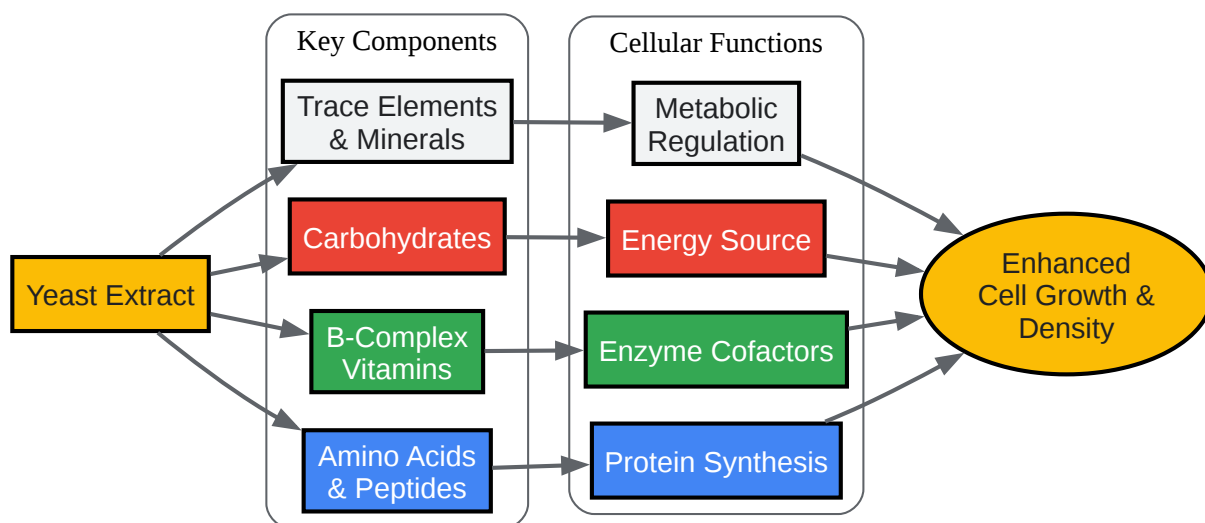 Key Components
Cellular Functions
Trace Elements
& Minerals
Metabolic
Regulation
Carbohydrates
Energy Source
Yeast Extract
Enhanced
Cell Growth &
Density
B-Complex
Vitamins
Enzyme Cofactors
Amino Acids
& Peptides
Protein Synthesis